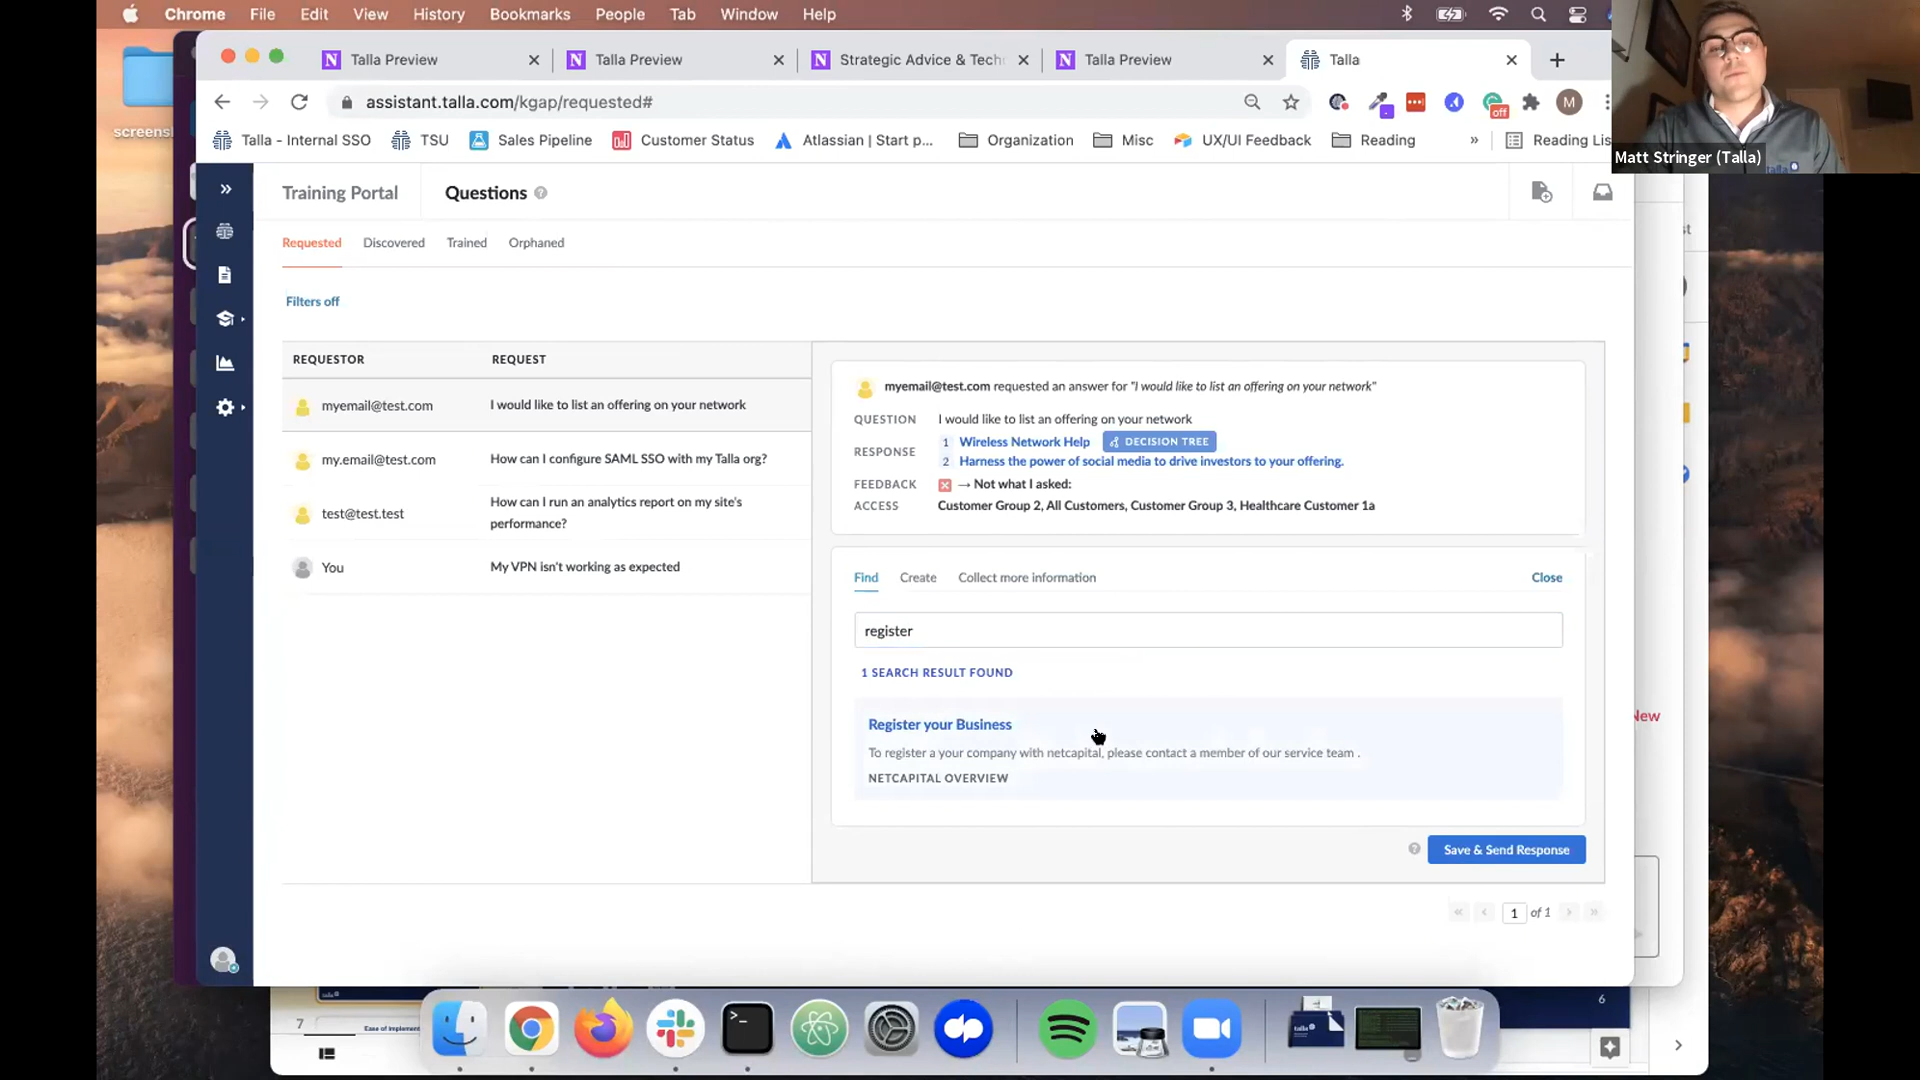 Chrome File Edit View History Bookmarks People Tab Window Help
Talla Preview
Talla Preview
Strategic Advice & Tech
Talla Preview
Talla
assistant.talla.com/kgap/requested#
off
M
Talla - Internal SSO
TSU
Sales Pipeline
Customer Status
Atlassian | Start p...
Organization
Misc
UX/UI Feedback
Reading
»
Reading Lis
Matt Stringer (Talla)
screens
Training Portal
Questions
Requested
Discovered
Trained
Orphaned
Filters off
REQUESTOR
REQUEST
myemail@test.com
I would like to list an offering on your network
my.email@test.com
How can I configure SAML SSO with my Talla org?
test@test.test
How can I run an analytics report on my site's
performance?
You
My VPN isn't working as expected
myemail@test.com requested an answer for "I would like to list an offering on your network"
QUESTION
I would like to list an offering on your network
RESPONSE
1 Wireless Network Help
DECISION TREE
2 Harness the power of social media to drive investors to your offering.
FEEDBACK
→ Not what I asked:
ACCESS
Customer Group 2, All Customers, Customer Group 3, Healthcare Customer 1a
Find
Create
Collect more information
Close
register
1 SEARCH RESULT FOUND
Register your Business
To register a your company with netcapital, please contact a member of our service team .
NETCAPITAL OVERVIEW
Save & Send Response
« ‹ 1 of 1 › »
New
6
7
Ease of implement
talla